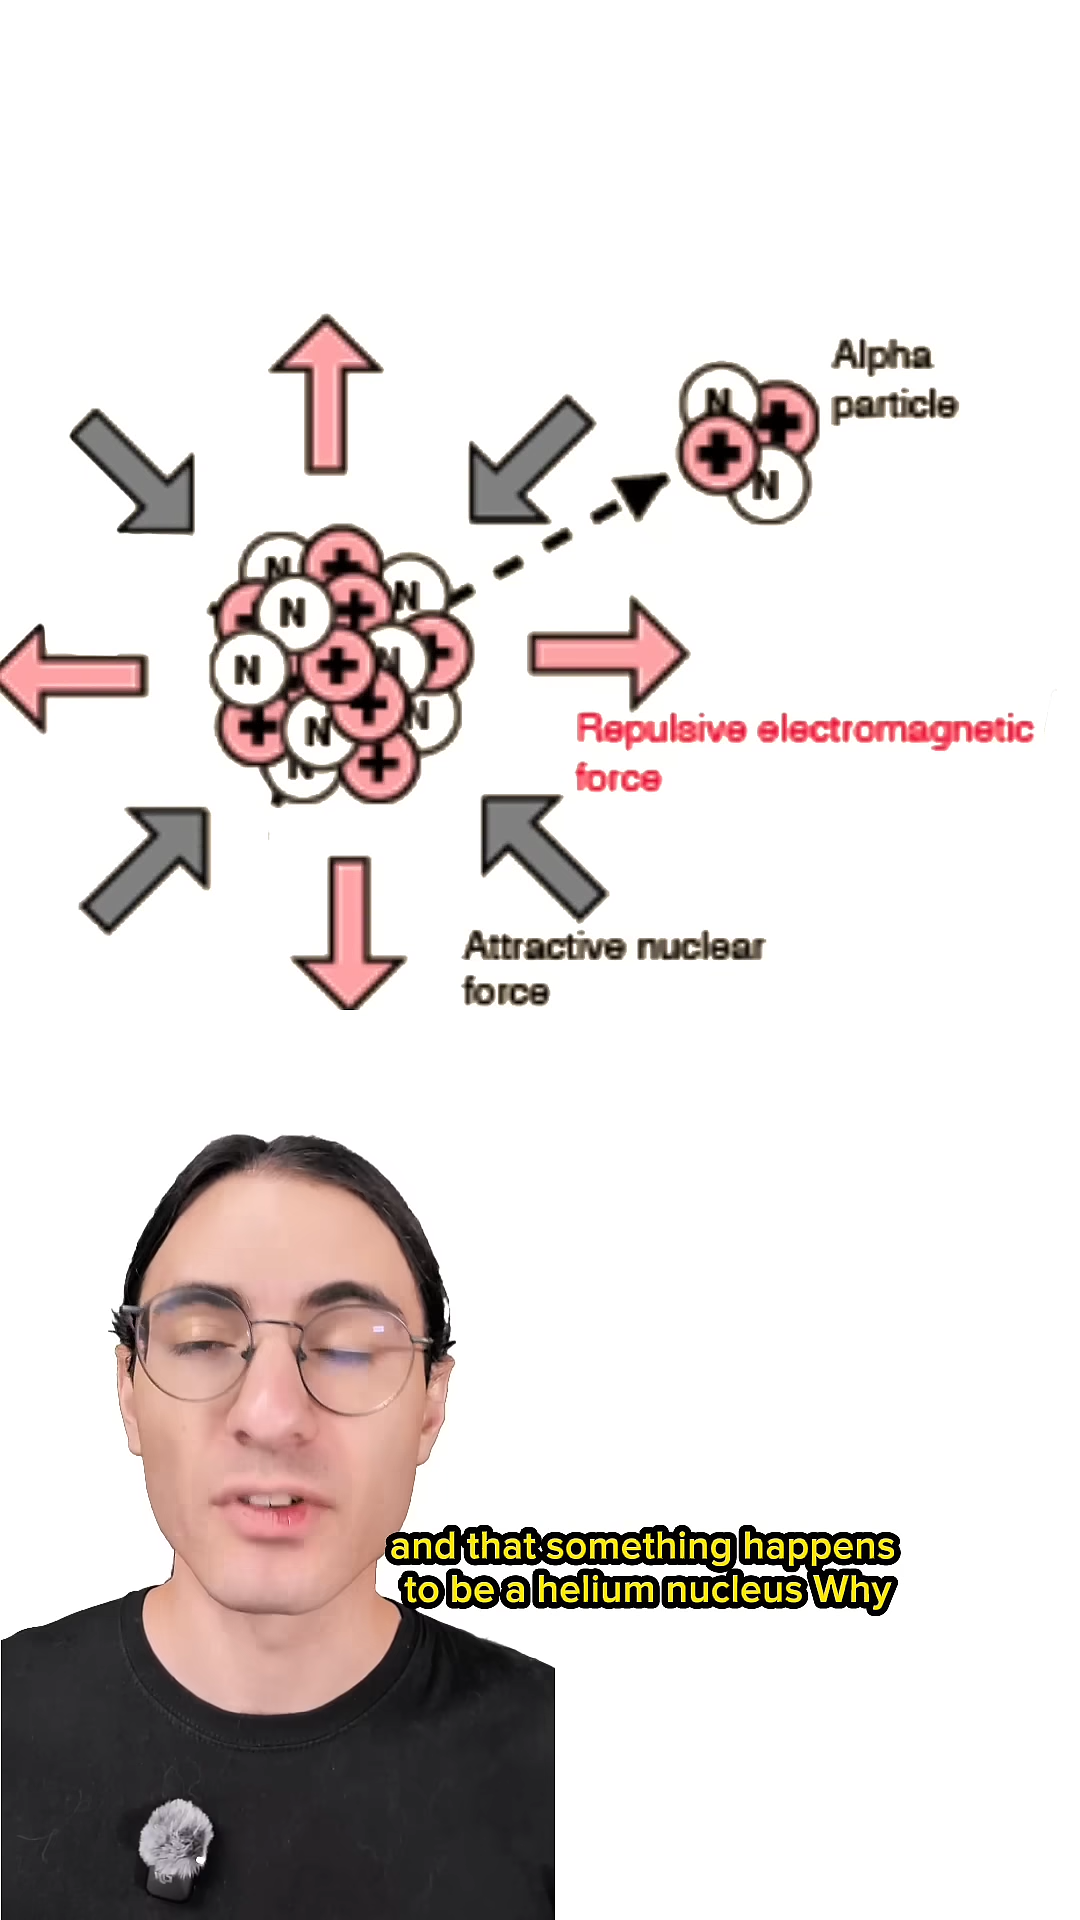 Alpha
particle
N
+
+
N
N
+
N
N
+
N
+
+
N
+
N
+
N
N
+
Repulsive electromagnetic
force
Attractive nuclear
force
and that something happens
to be a helium nucleus Why